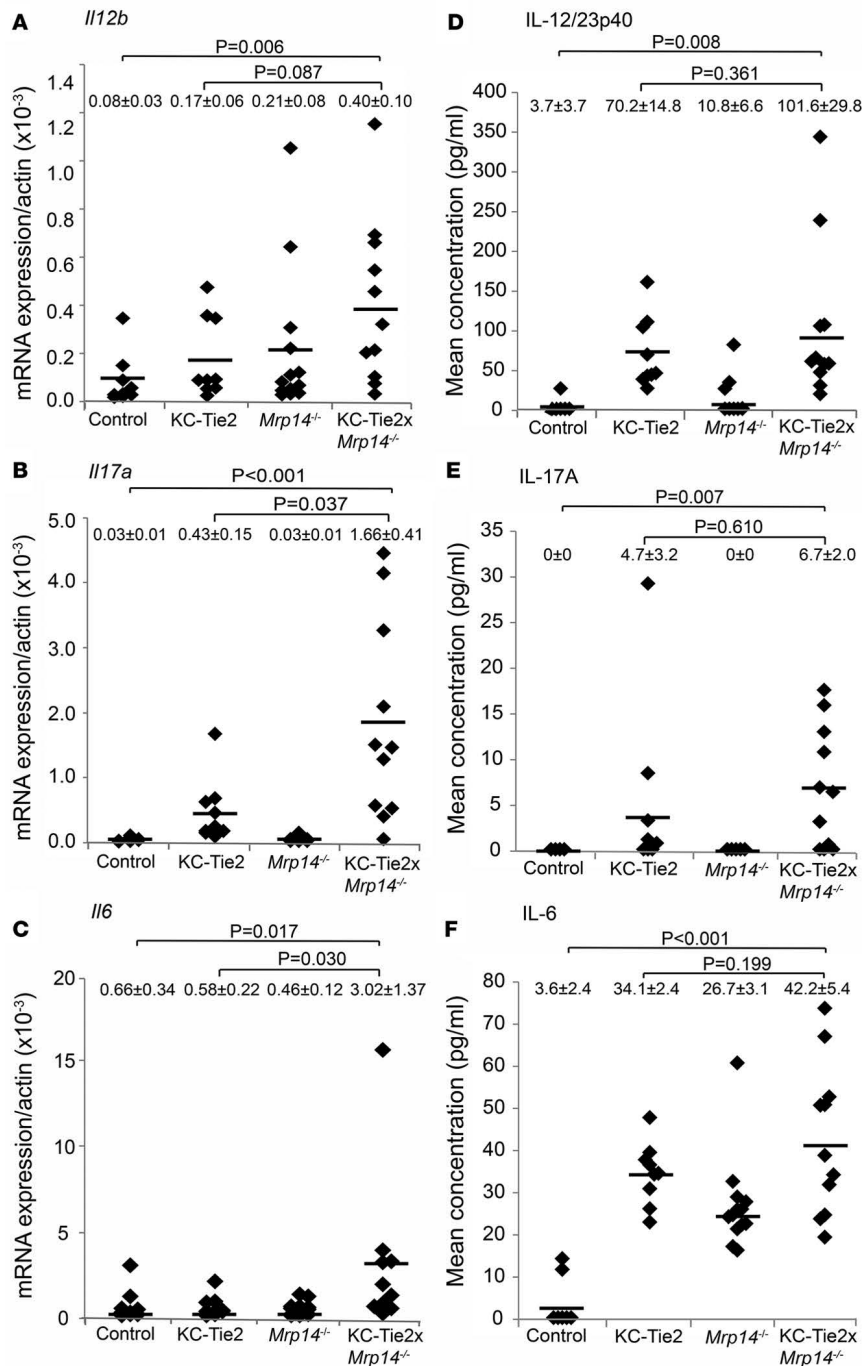 A Il12b
P=0.006
P=0.087
0.08±0.03 0.17±0.06 0.21±0.08 0.40±0.10
mRNA expression/actin (x10-3)
1.4
1.2
1.0
0.8
0.6
0.4
0.2
0.0
Control KC-Tie2 Mrp14-/- KC-Tie2x
Mrp14-/-
B Il17a
P<0.001
P=0.037
0.03±0.01 0.43±0.15 0.03±0.01 1.66±0.41
mRNA expression/actin (x10-3)
5.0
4.0
3.0
2.0
1.0
0.0
Control KC-Tie2 Mrp14-/- KC-Tie2x
Mrp14-/-
C Il6
P=0.017
P=0.030
0.66±0.34 0.58±0.22 0.46±0.12 3.02±1.37
mRNA expression/actin (x10-3)
20
15
10
5
0
Control KC-Tie2 Mrp14-/- KC-Tie2x
Mrp14-/-
D IL-12/23p40
P=0.008
P=0.361
3.7±3.7 70.2±14.8 10.8±6.6 101.6±29.8
Mean concentration (pg/ml)
400
350
300
250
200
150
100
50
0
Control KC-Tie2 Mrp14-/- KC-Tie2x
Mrp14-/-
E IL-17A
P=0.007
P=0.610
0±0 4.7±3.2 0±0 6.7±2.0
Mean concentration (pg/ml)
35
30
25
20
15
10
5
0
Control KC-Tie2 Mrp14-/- KC-Tie2x
Mrp14-/-
F IL-6
P<0.001
P=0.199
3.6±2.4 34.1±2.4 26.7±3.1 42.2±5.4
Mean concentration (pg/ml)
80
70
60
50
40
30
20
10
0
Control KC-Tie2 Mrp14-/- KC-Tie2x
Mrp14-/-